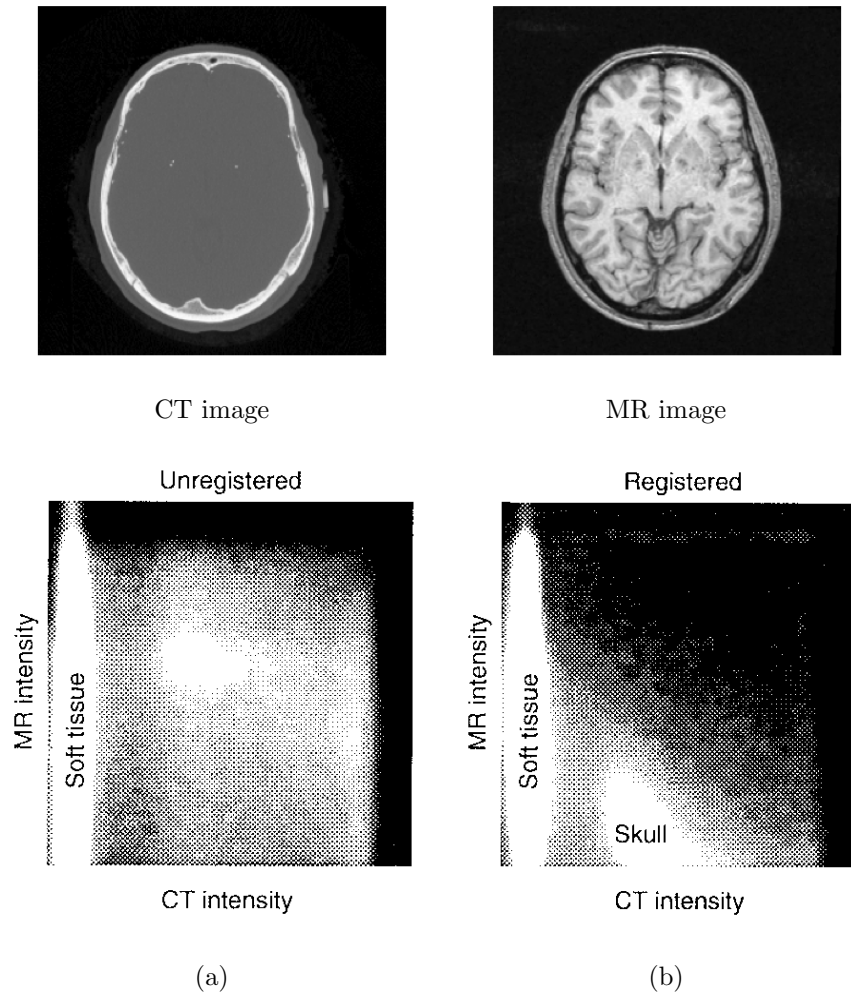 CT image
MR image
Unregistered
Registered
MR intensity
Soft tissue
MR intensity
Soft tissue
Skull
CT intensity
CT intensity
(a)
(b)